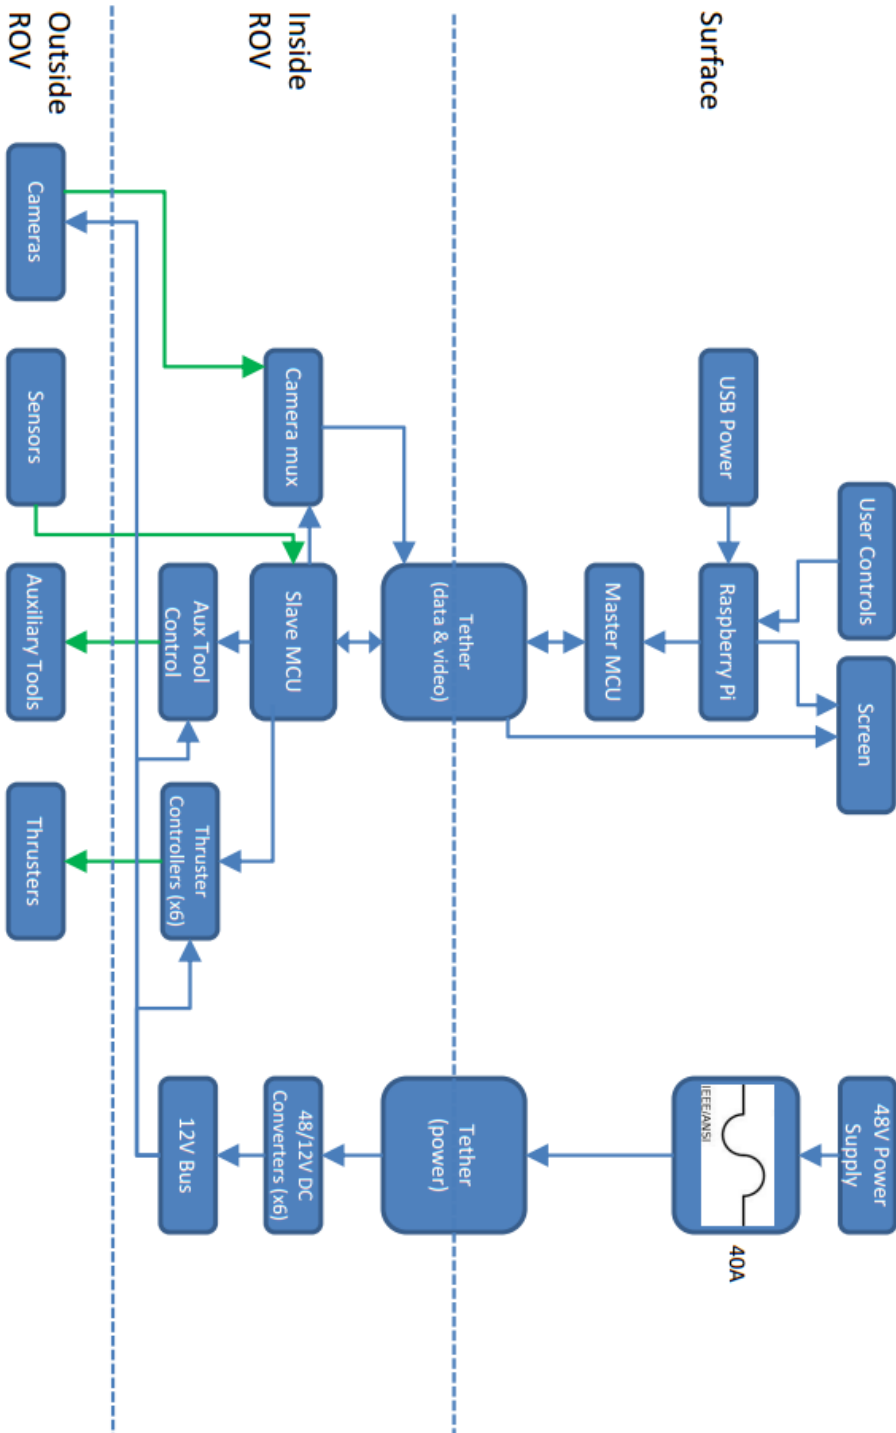 Surface
User Controls
Screen
48V Power
Supply
USB Power
Raspberry Pi
IEEE/ANSI
40A
Master MCU
Tether
(data & video)
Tether
(power)
Inside
ROV
Camera mux
Slave MCU
48/12V DC
Converters (x6)
Aux Tool
Control
Thruster
Controllers (x6)
12V Bus
Outside
ROV
Cameras
Sensors
Auxiliary Tools
Thrusters